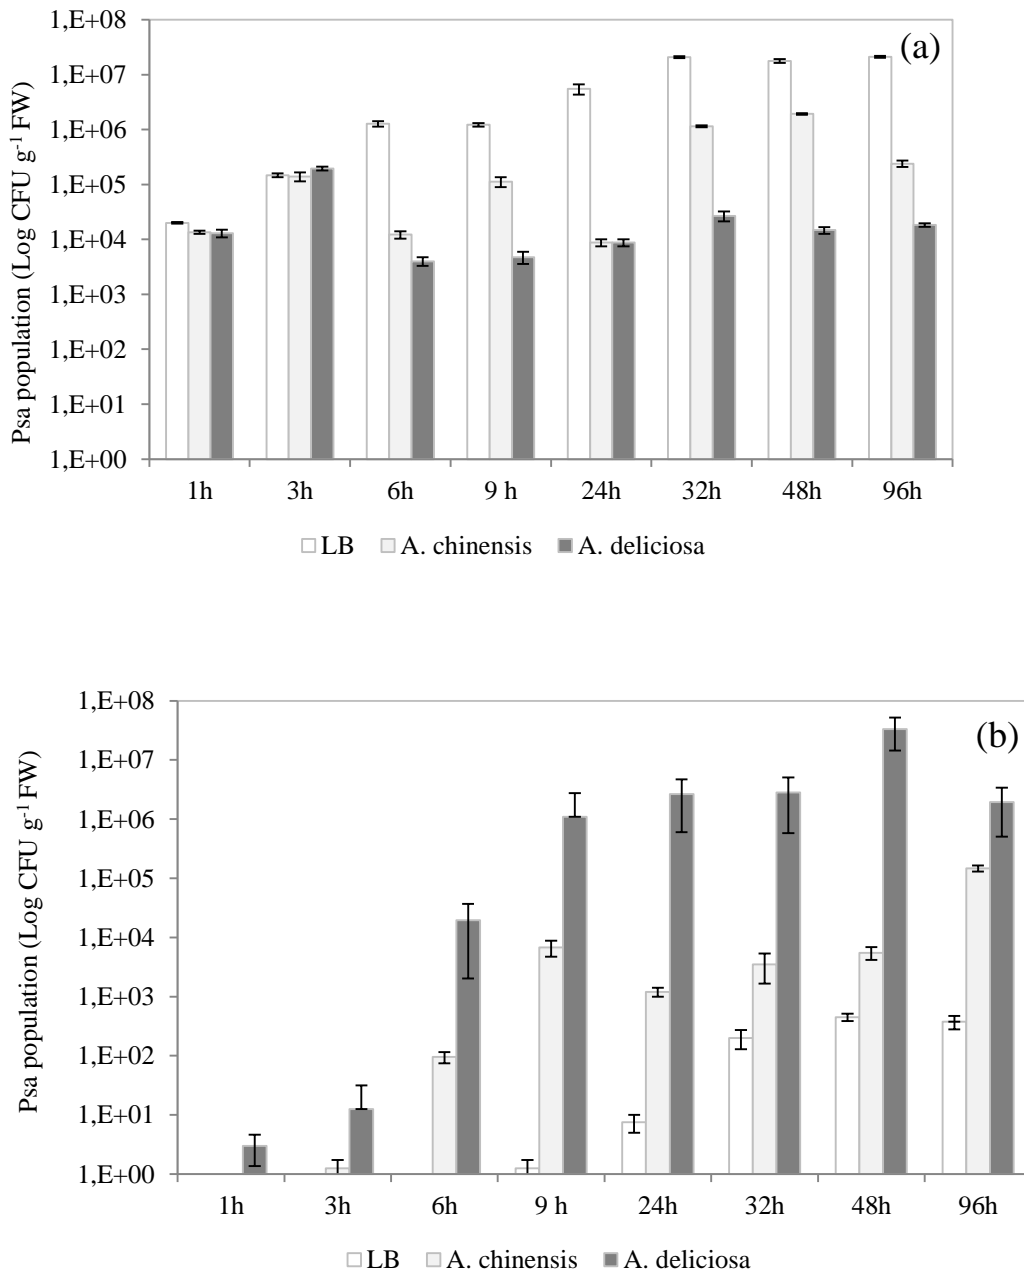 (a)
Psa population (Log CFU g⁻¹ FW)
1,E+08
1,E+07
1,E+06
1,E+05
1,E+04
1,E+03
1,E+02
1,E+01
1,E+00
1h 3h 6h 9 h 24h 32h 48h 96h
LB A. chinensis A. deliciosa
(b)
Psa population (Log CFU g⁻¹ FW)
1,E+08
1,E+07
1,E+06
1,E+05
1,E+04
1,E+03
1,E+02
1,E+01
1,E+00
1h 3h 6h 9 h 24h 32h 48h 96h
LB A. chinensis A. deliciosa